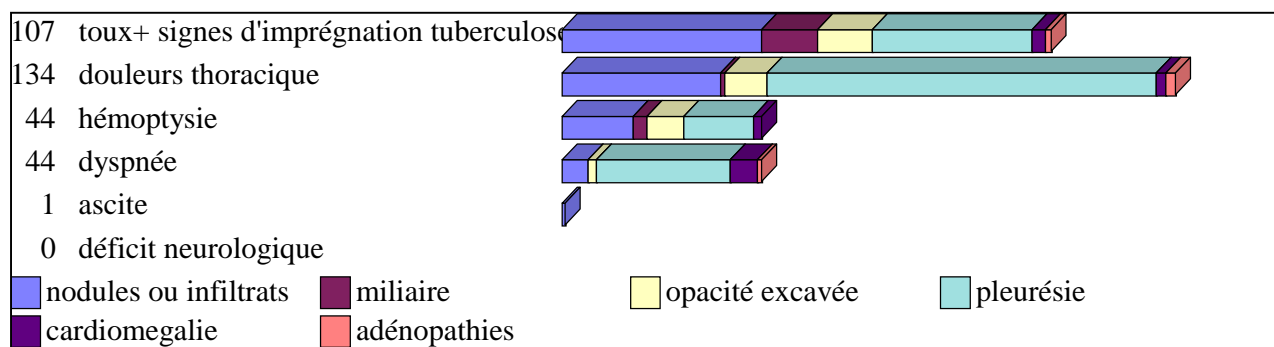 107 toux+ signes d'imprégnation tuberculose
134 douleurs thoracique
44 hémoptysie
44 dyspnée
1 ascite
0 déficit neurologique
nodules ou infiltrats miliaire opacité excavée pleurésie
cardiomegalie adénopathies